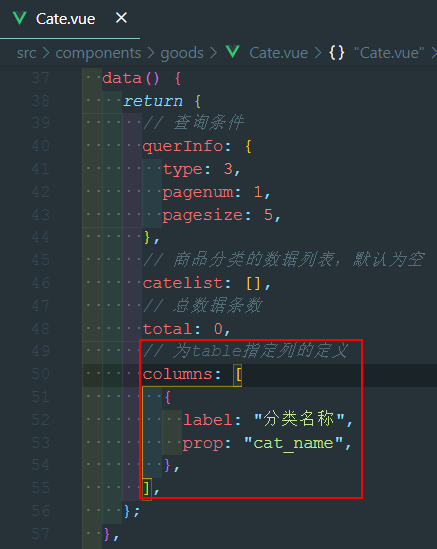 Cate.vue ×
src > components > goods > Cate.vue > {} "Cate.vue"
37 data() {
38 return {
39 // 查询条件
40 querInfo: {
41 type: 3,
42 pagenum: 1,
43 pagesize: 5,
44 },
45 // 商品分类的数据列表，默认为空
46 catelist: [],
47 // 总数据条数
48 total: 0,
49 // 为table指定列的定义
50 columns: [
51 {
52 label: "分类名称",
53 prop: "cat_name",
54 },
55 ],
56 };
57 },